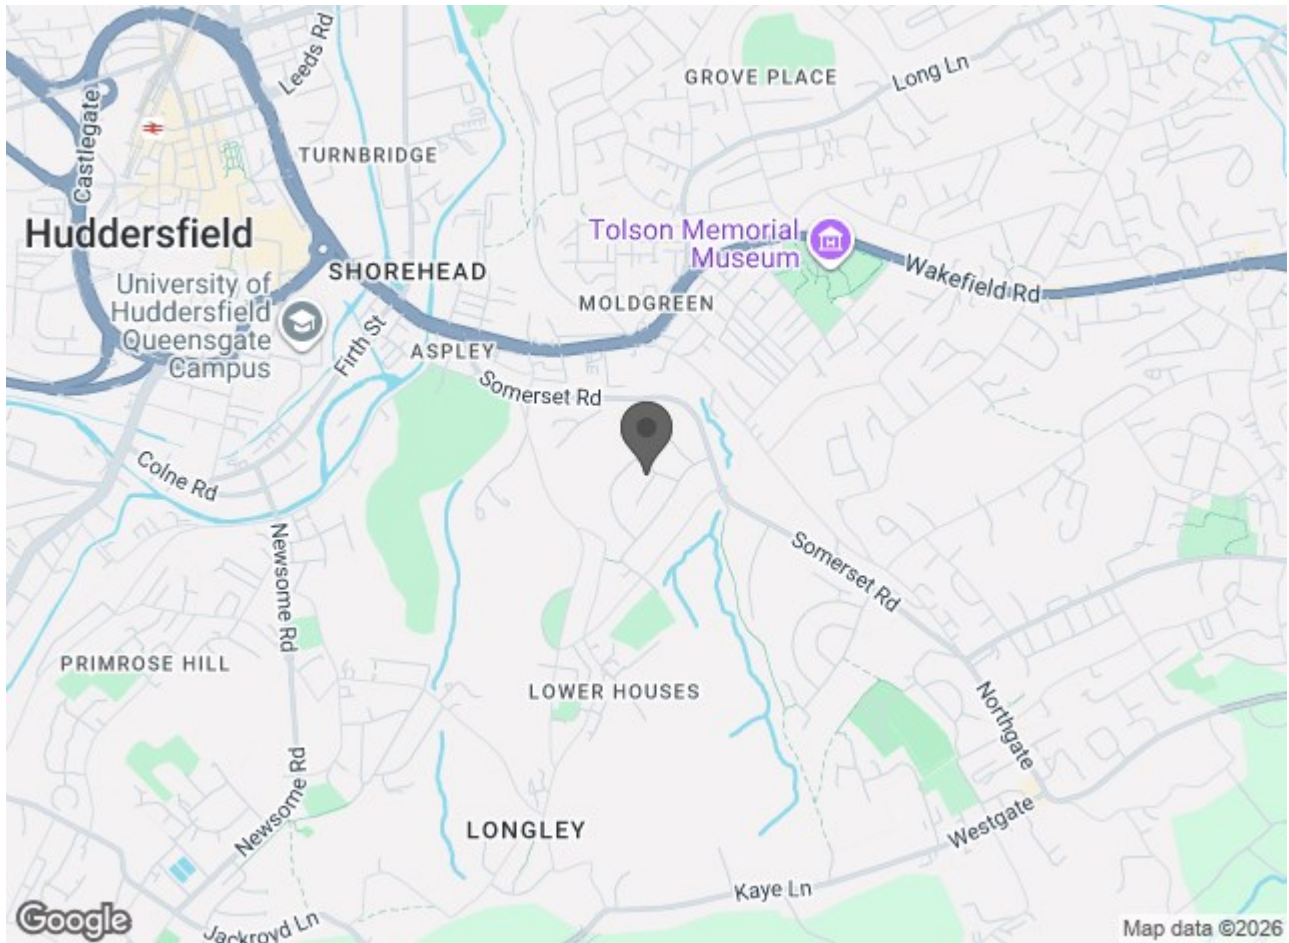 Leeds Rd
GROVE PLACE
Long Ln
Castlegate
TURNBRIDGE
Huddersfield
Tolson Memorial
Museum
SHOREHEAD
Wakefield Rd
University of
Huddersfield
Queensgate
Campus
MOLDGREEN
Firth St
ASPLEY
Somerset Rd
Colne Rd
Newsome Rd
Somerset Rd
PRIMROSE HILL
LOWER HOUSES
Northgate
Newsome Rd
LONGLEY
Westgate
Kaye Ln
Jackroyd Ln
Google
Map data ©2026